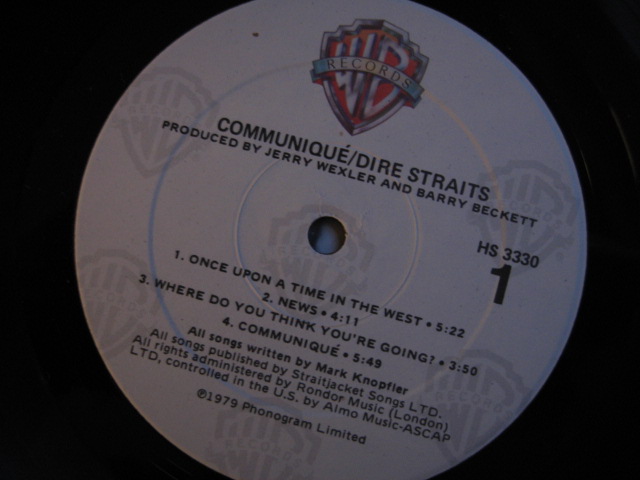 WB
RECORDS
COMMUNIQUÉ/DIRE STRAITS
PRODUCED BY JERRY WEXLER AND BARRY BECKETT
HS 3330
1
1. ONCE UPON A TIME IN THE WEST • 5:22
2. NEWS • 4:11
3. WHERE DO YOU THINK YOU'RE GOING? • 3:50
4. COMMUNIQUÉ • 5:49
All songs written by Mark Knopfler
All songs published by Straitjacket Songs LTD.
All rights administered by Rondor Music (London)
LTD, controlled in the U.S. by Almo Music-ASCAP
℗1979 Phonogram Limited